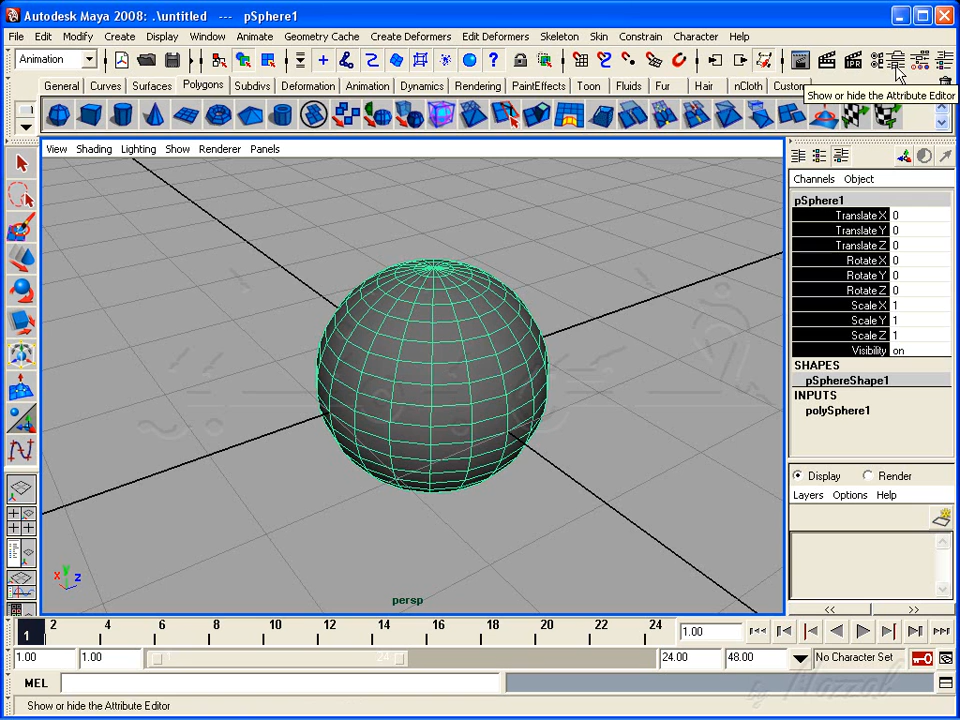 Autodesk Maya 2008: .\untitled --- pSphere1
File Edit Modify Create Display Window Animate Geometry Cache Create Deformers Edit Deformers Skeleton Skin Constrain Character Help
Animation
General Curves Surfaces Polygons Subdivs Deformation Animation Dynamics Rendering PaintEffects Toon Fluids Fur Hair nCloth Custom
Show or hide the Attribute Editor
View Shading Lighting Show Renderer Panels
Channels Object
pSphere1
Translate X 0
Translate Y 0
Translate Z 0
Rotate X 0
Rotate Y 0
Rotate Z 0
Scale X 1
Scale Y 1
Scale Z 1
Visibility on
SHAPES
pSphereShape1
INPUTS
polySphere1
Display Render
Layers Options Help
<< >>
x y z
persp
1 2 4 6 8 10 12 14 16 18 20 22 24 1.00
1.00 1.00 1 24 24.00 48.00 No Character Set
MEL
Show or hide the Attribute Editor